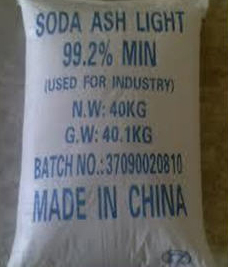 SODA ASH LIGHT
99.2% MIN
(USED FOR INDUSTRY)
N.W: 40KG
G.W: 40.1KG
BATCH NO.:37090020810
MADE IN CHINA